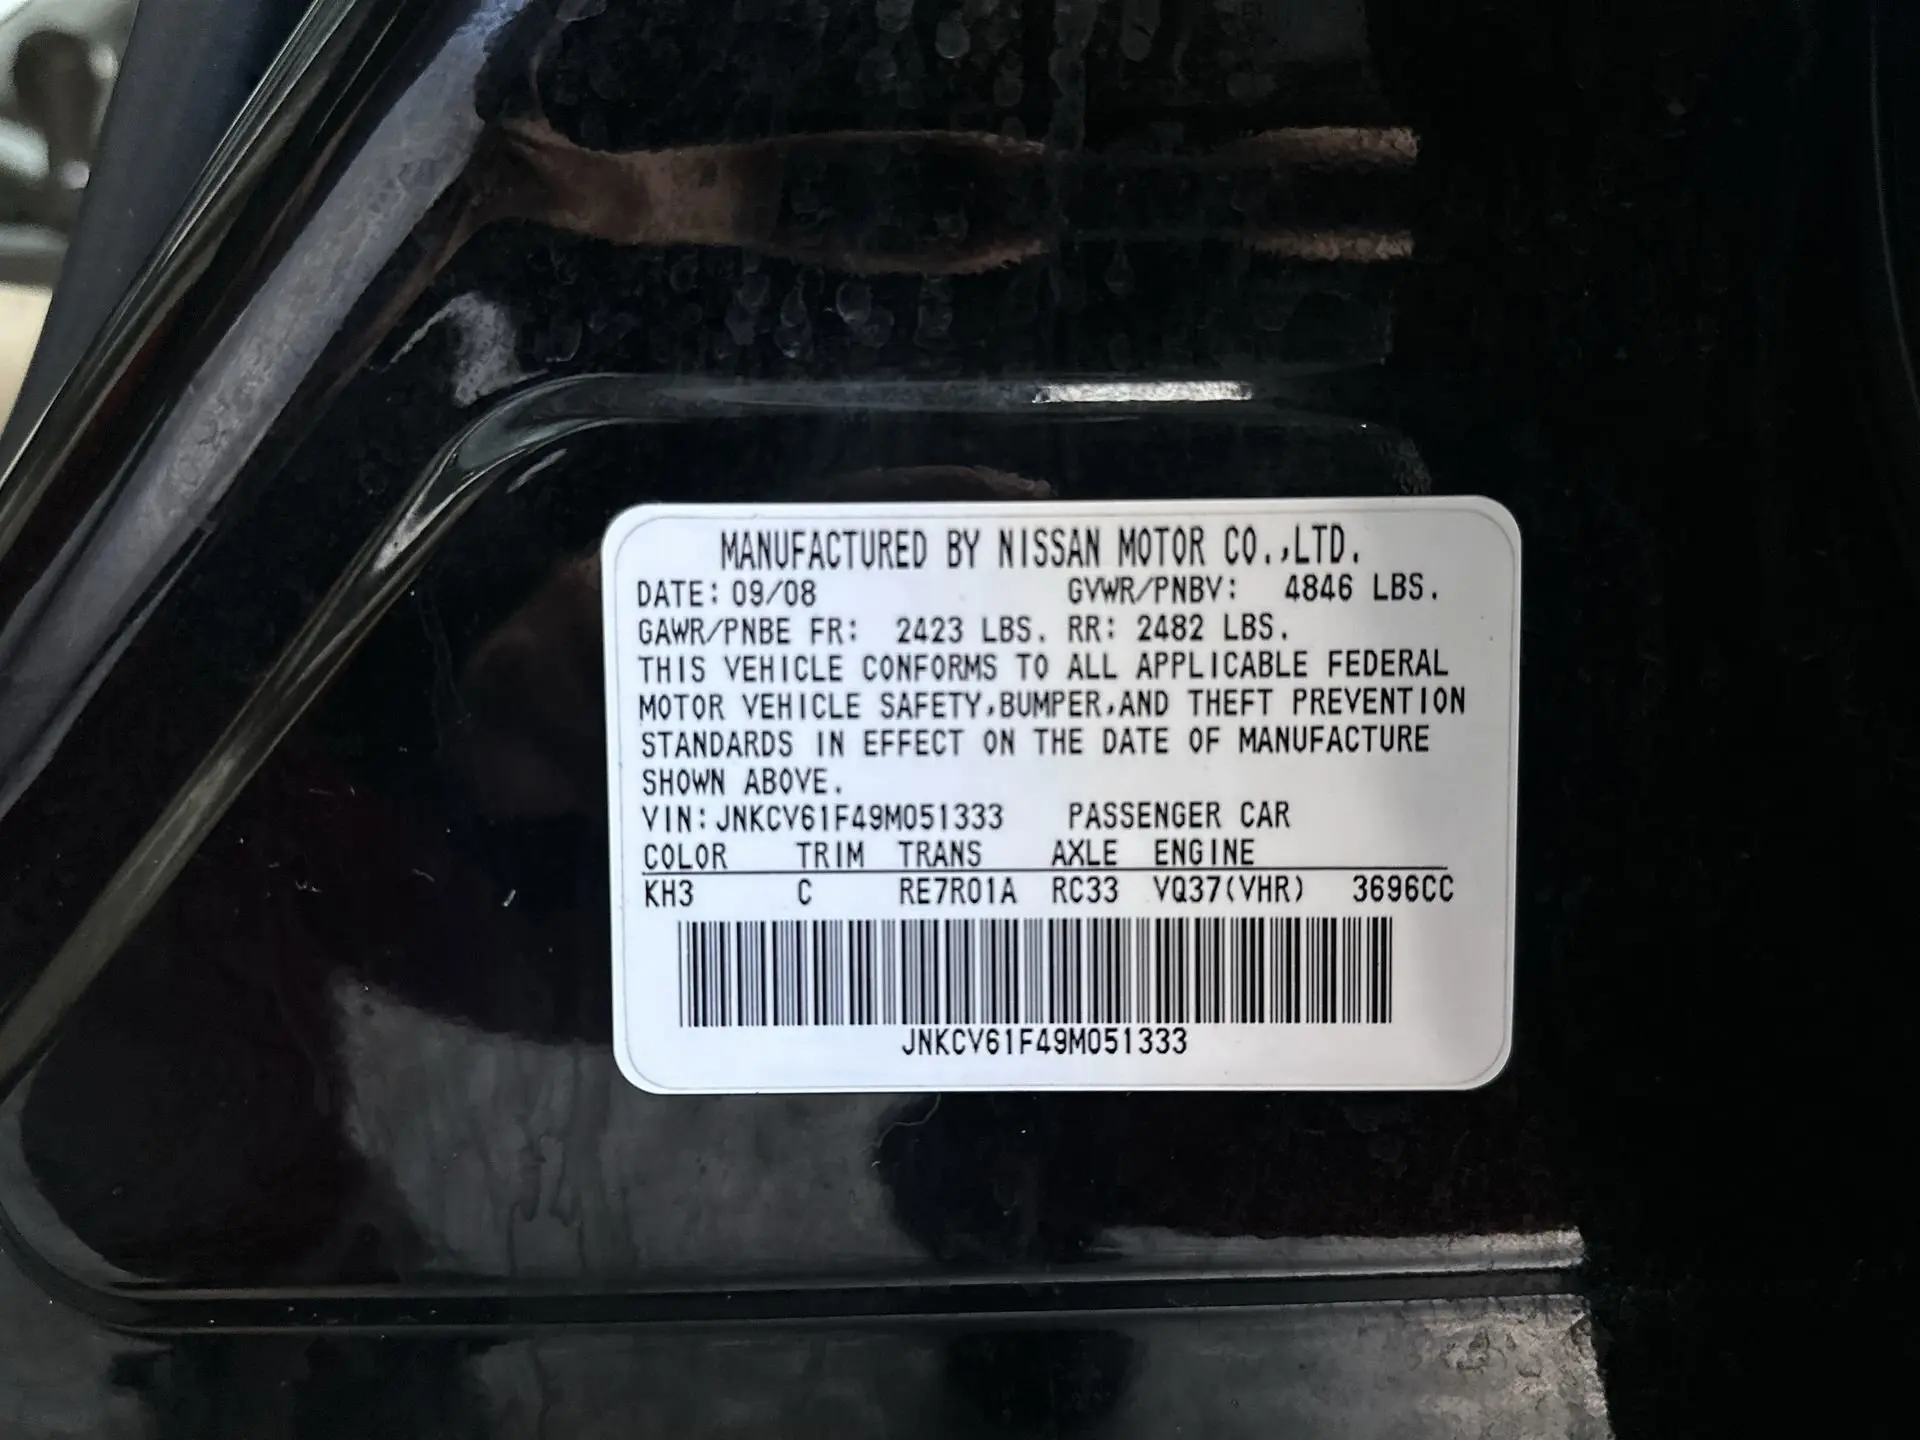 MANUFACTURED BY NISSAN MOTOR CO.,LTD.
DATE: 09/08 GVWR/PNBV: 4846 LBS.
GAWR/PNBE FR: 2423 LBS. RR: 2482 LBS.
THIS VEHICLE CONFORMS TO ALL APPLICABLE FEDERAL
MOTOR VEHICLE SAFETY,BUMPER,AND THEFT PREVENTION
STANDARDS IN EFFECT ON THE DATE OF MANUFACTURE
SHOWN ABOVE.
VIN:JNKCV61F49M051333 PASSENGER CAR
COLOR TRIM TRANS AXLE ENGINE
KH3 C RE7R01A RC33 VQ37(VHR) 3696CC
JNKCV61F49M051333